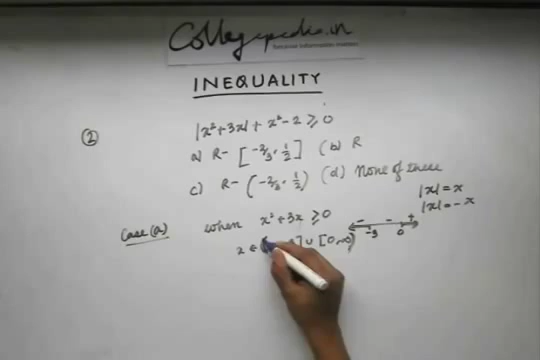 Collegepedia.in
INEQUALITY
② |x²+3x| + x²-2 ≥ 0
a) R- [-2/3, 1/2] (b) R
c) R- (-2/3, 1/2) (d) None of these
|x| = x
|x| = -x
Case (a) when x²+3x ≥ 0
+ - +
-3 0
x ∈ ] ∪ [0,∞)